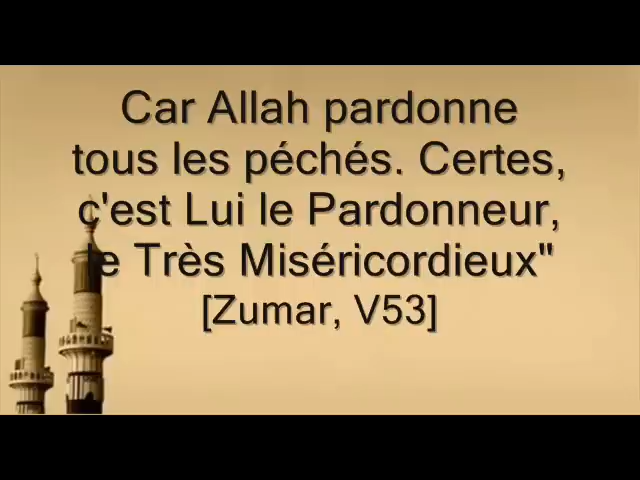 Car Allah pardonne
tous les péchés. Certes,
c'est Lui le Pardonneur,
le Très Miséricordieux"
[Zumar, V53]